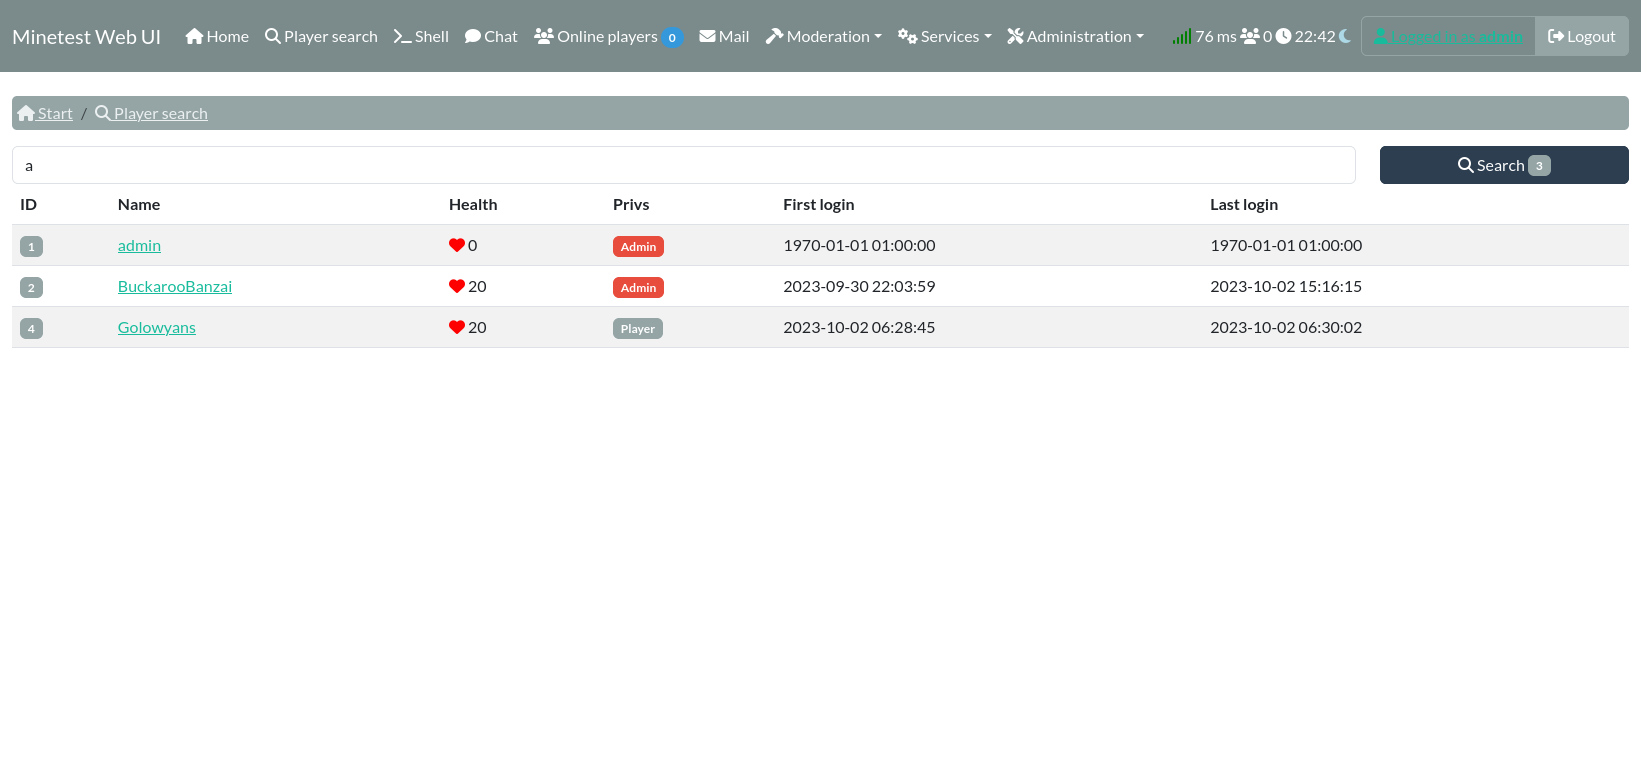 Minetest Web UI Home Player search Shell Chat Online players 0 Mail Moderation Services Administration 76 ms 0 22:42 Logged in as admin Logout
Start / Player search
a Search 3
ID Name Health Privs First login Last login
1 admin 0 Admin 1970-01-01 01:00:00 1970-01-01 01:00:00
2 BuckarooBanzai 20 Admin 2023-09-30 22:03:59 2023-10-02 15:16:15
4 Golowyans 20 Player 2023-10-02 06:28:45 2023-10-02 06:30:02